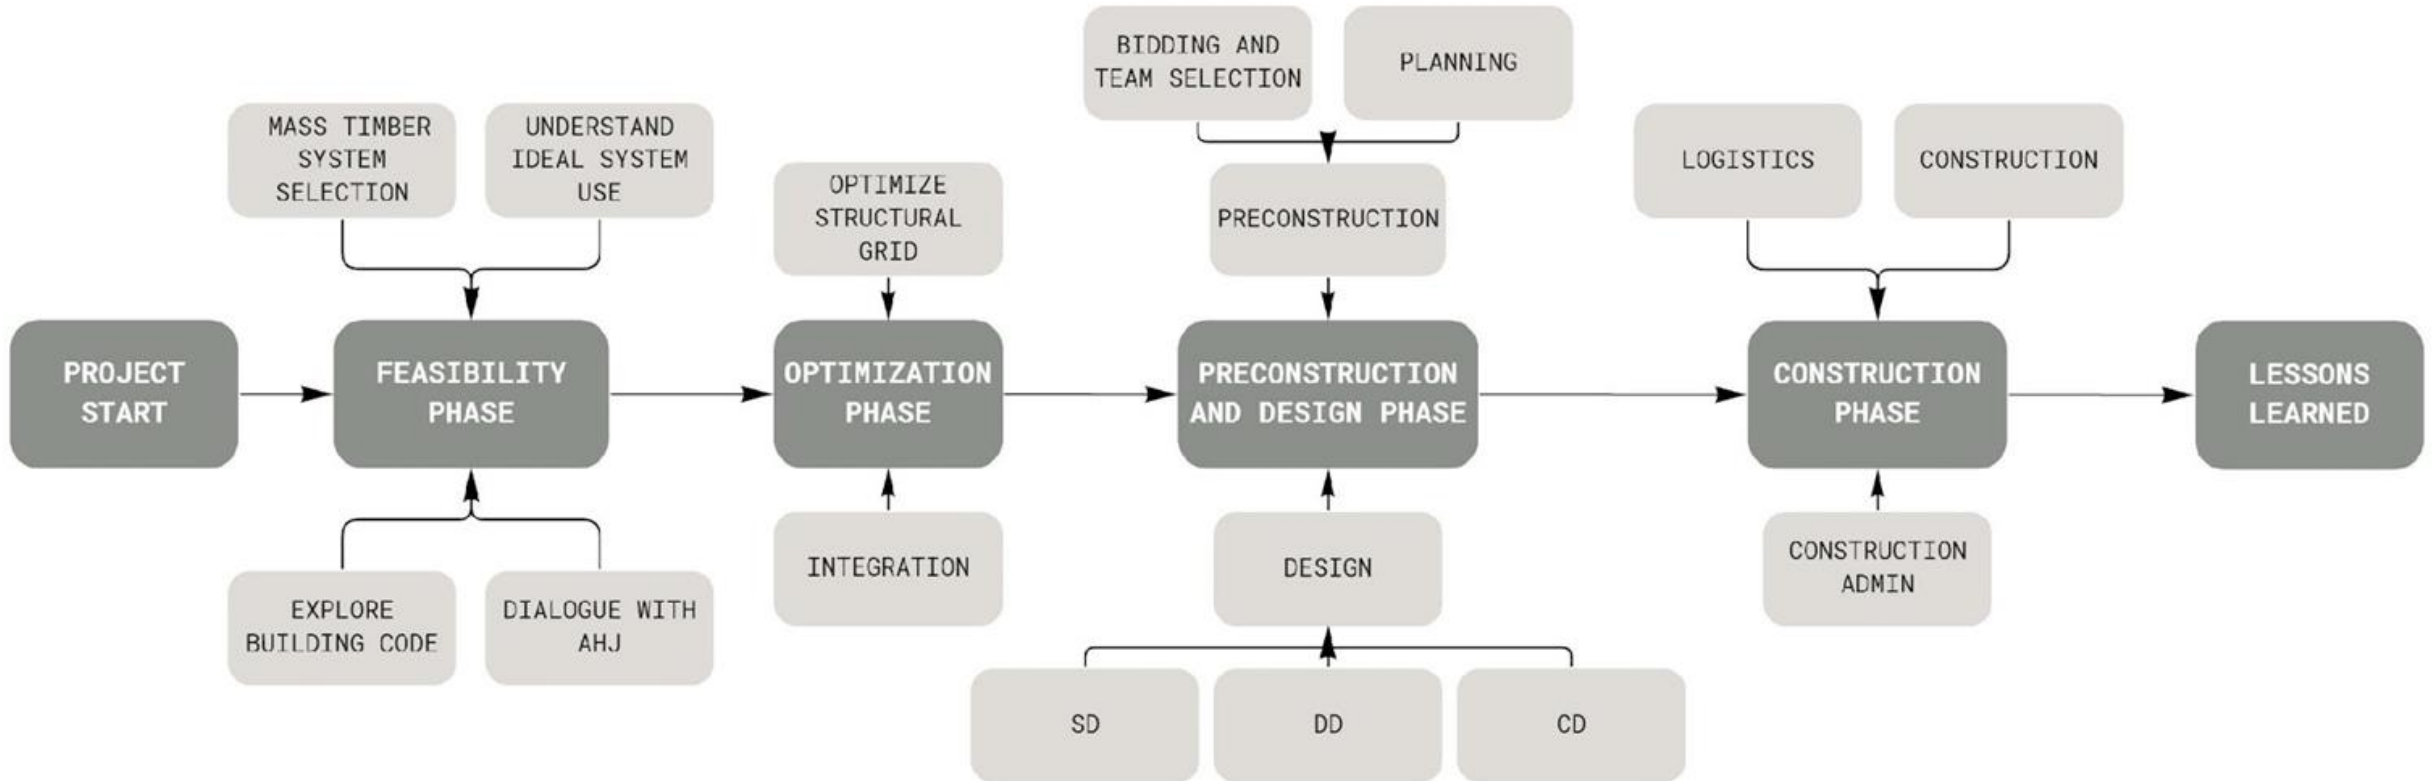 BIDDING AND
TEAM SELECTION
PLANNING
MASS TIMBER
SYSTEM
SELECTION
UNDERSTAND
IDEAL SYSTEM
USE
OPTIMIZE
STRUCTURAL
GRID
PRECONSTRUCTION
LOGISTICS
CONSTRUCTION
PROJECT
START
FEASIBILITY
PHASE
OPTIMIZATION
PHASE
PRECONSTRUCTION
AND DESIGN PHASE
CONSTRUCTION
PHASE
LESSONS
LEARNED
EXPLORE
BUILDING CODE
DIALOGUE WITH
AHJ
INTEGRATION
DESIGN
CONSTRUCTION
ADMIN
SD
DD
CD